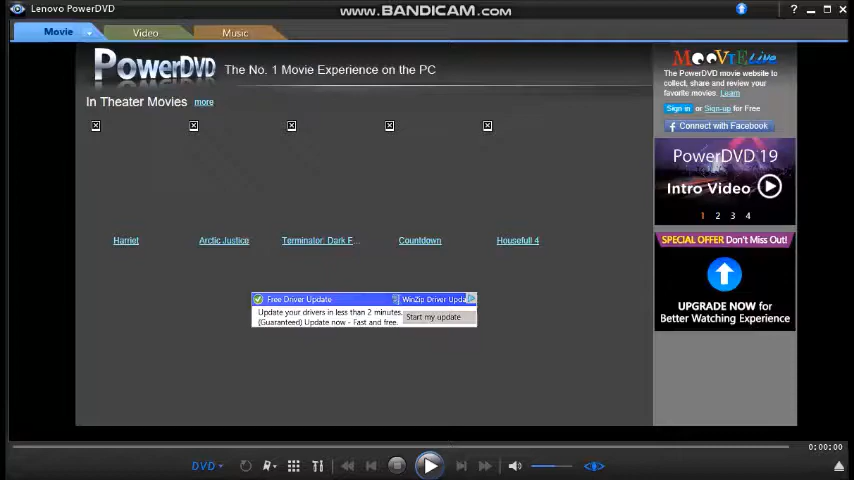 Lenovo PowerDVD
www.BANDICAM.com
?
Movie
Video
Music
PowerDVD
The No. 1 Movie Experience on the PC
In Theater Movies more
Harriet
Arctic Justice
Terminator: Dark F...
Countdown
Housefull 4
Free Driver Update
WinZip Driver Upda
Update your drivers in less than 2 minutes.
(Guaranteed) Update now - Fast and free.
Start my update
MOOVIE Live
The PowerDVD movie website to
collect, share and review your
favorite movies. Learn
Sign in or Sign-up for Free
f Connect with Facebook
PowerDVD 19
Intro Video
1 2 3 4
SPECIAL OFFER Don't Miss Out!
UPGRADE NOW for
Better Watching Experience
0:00:00
DVD